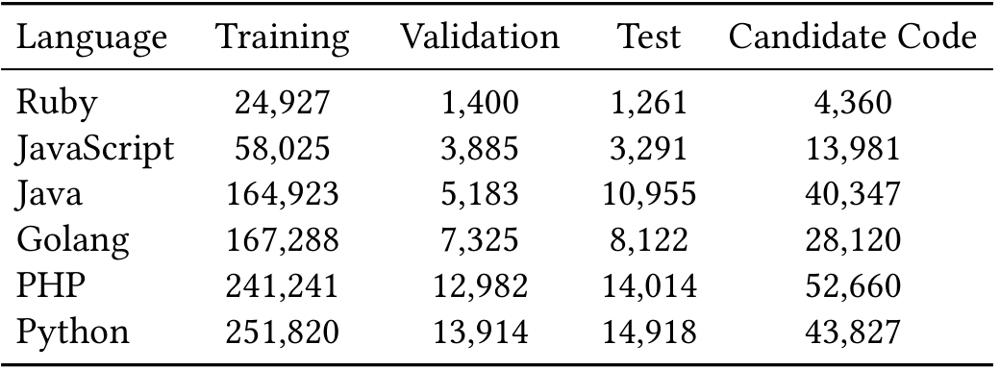 Language Training Validation Test Candidate Code
Ruby 24,927 1,400 1,261 4,360
JavaScript 58,025 3,885 3,291 13,981
Java 164,923 5,183 10,955 40,347
Golang 167,288 7,325 8,122 28,120
PHP 241,241 12,982 14,014 52,660
Python 251,820 13,914 14,918 43,827